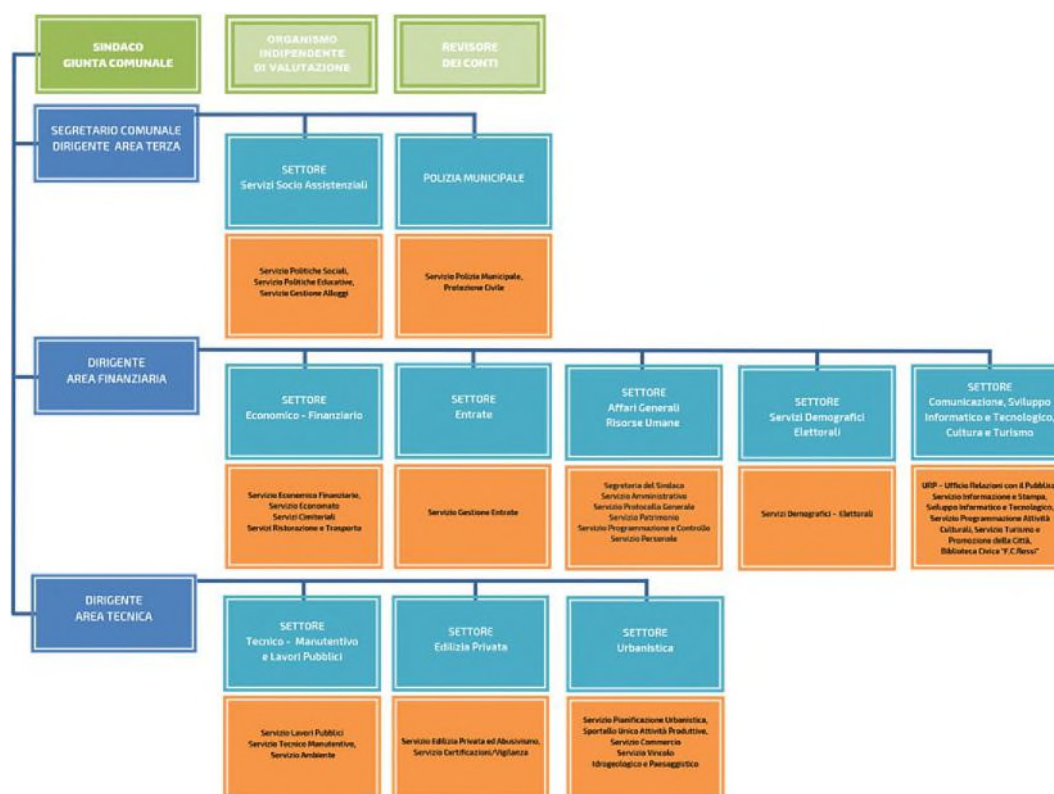 SINDACO
GIUNTA COMUNALE
ORGANISMO
INDIPENDENTE
DI VALUTAZIONE
REVISORE
DEI CONTI
SEGRETARIO COMUNALE
DIRIGENTE AREA TERZA
SETTORE
Servizi Socio Assistenziali
POLIZIA MUNICIPALE
Servizio Politiche Sociali,
Servizio Politiche Educative,
Servizio Gestione Alloggi
Servizio Polizia Municipale,
Protezione Civile
DIRIGENTE
AREA FINANZIARIA
SETTORE
Economico - Finanziario
SETTORE
Entrate
SETTORE
Affari Generali
Risorse Umane
SETTORE
Servizi Demografici
Elettorali
SETTORE
Comunicazione, Sviluppo
Informatico e Tecnologico,
Cultura e Turismo
Servizio Economico Finanziario,
Servizio Economato
Servizi Cimiteriali
Servizi Ristorazione e Trasporto
Servizio Gestione Entrate
Segreteria del Sindaco
Servizio Amministrativo
Servizio Protocollo Generale
Servizio Patrimonio
Servizio Programmazione e Controllo
Servizio Personale
Servizi Demografici - Elettorali
URP - Ufficio Relazioni con il Pubblico,
Servizio Informazione e Stampa,
Sviluppo Informatico e Tecnologico,
Servizio Programmazione Attività
Culturali, Servizio Turismo e
Promozione della Città,
Biblioteca Civica "F.C.Rossi"
DIRIGENTE
AREA TECNICA
SETTORE
Tecnico - Manutentivo
e Lavori Pubblici
SETTORE
Edilizia Privata
SETTORE
Urbanistica
Servizio Lavori Pubblici
Servizio Tecnico Manutentivo,
Servizio Ambiente
Servizio Edilizia Privata ed Abusivismo,
Servizio Certificazioni/Vigilanza
Servizio Pianificazione Urbanistica,
Sportello Unico Attività Produttive,
Servizio Commercio
Servizio Vincolo
Idrogeologico e Paesaggistico